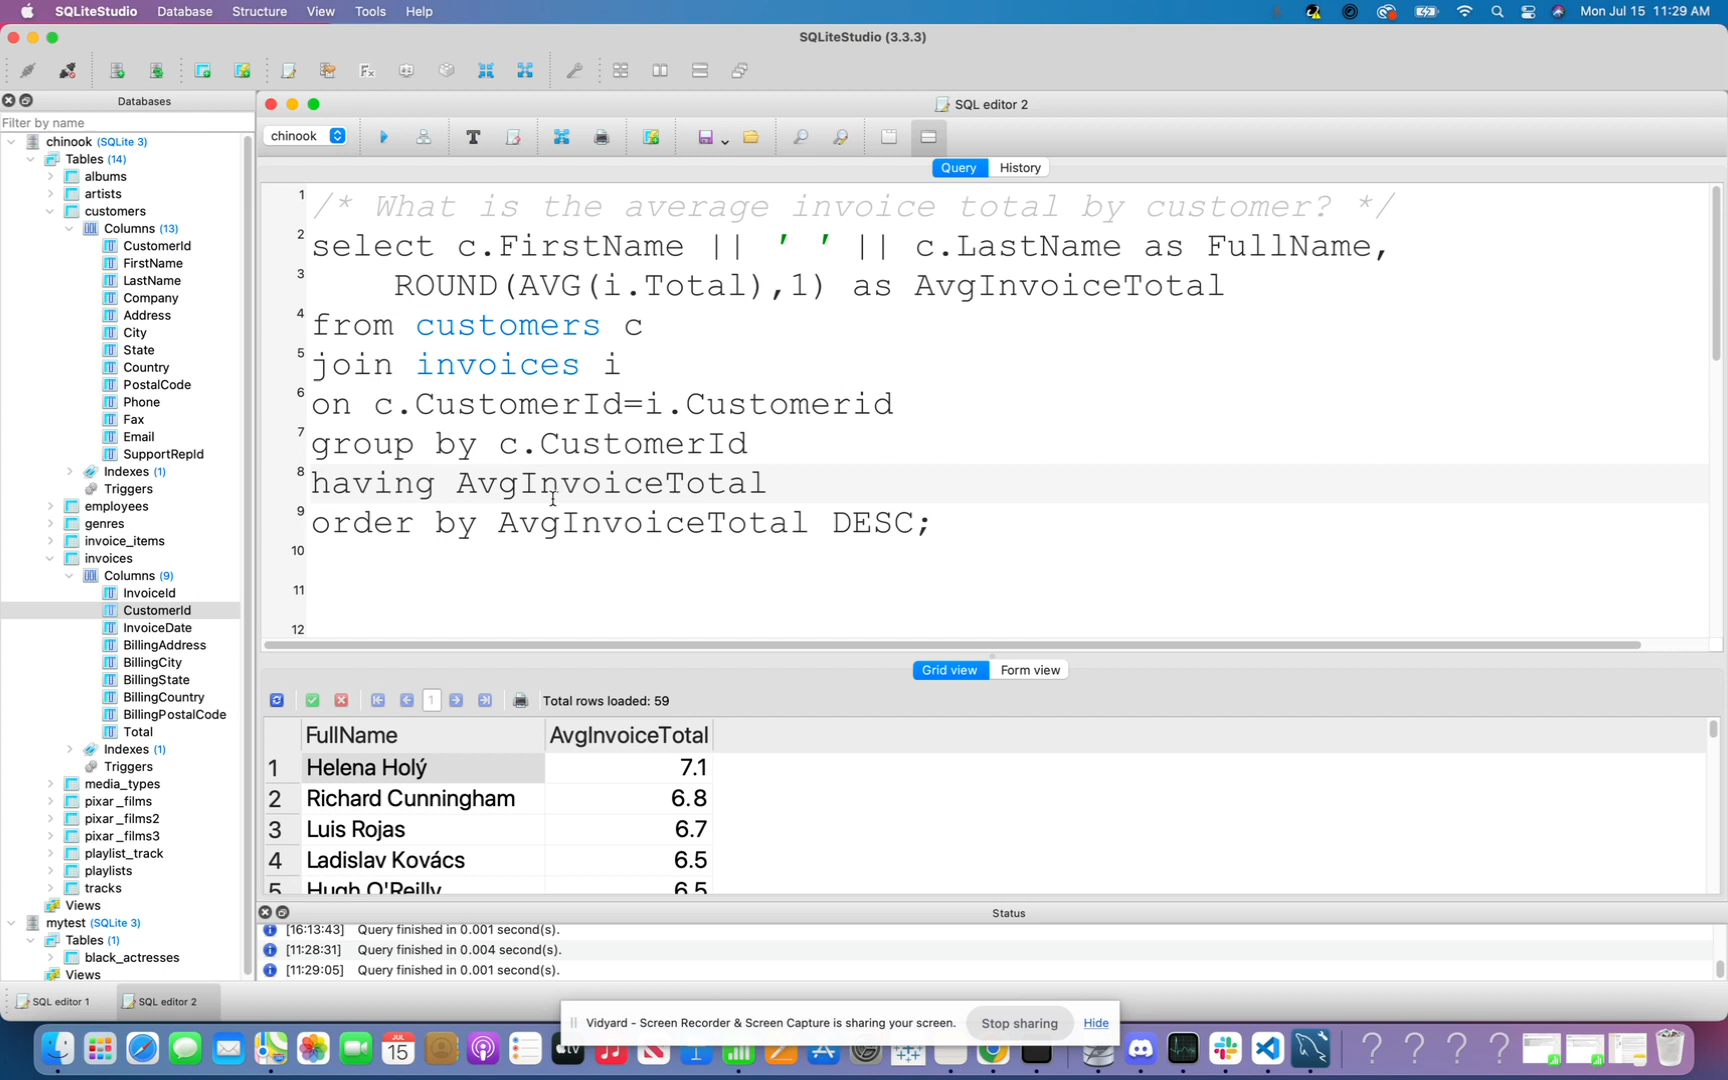 SQLiteStudio Database Structure View Tools Help Mon Jul 15 11:29 AM
SQLiteStudio (3.3.3)
Databases
SQL editor 2
Filter by name
chinook
chinook (SQLite 3)
Tables (14)
albums
artists
customers
Columns (13)
CustomerId
FirstName
LastName
Company
Address
City
State
Country
PostalCode
Phone
Fax
Email
SupportRepId
Indexes (1)
Triggers
employees
genres
invoice_items
invoices
Columns (9)
InvoiceId
CustomerId
InvoiceDate
BillingAddress
BillingCity
BillingState
BillingCountry
BillingPostalCode
Total
Indexes (1)
Triggers
media_types
pixar_films
pixar_films2
pixar_films3
playlist_track
playlists
tracks
Views
mytest (SQLite 3)
Tables (1)
black_actresses
Views
Query History
1 /* What is the average invoice total by customer? */
2 select c.FirstName || ' ' || c.LastName as FullName,
3 ROUND(AVG(i.Total),1) as AvgInvoiceTotal
4 from customers c
5 join invoices i
6 on c.CustomerId=i.Customerid
7 group by c.CustomerId
8 having AvgInvoiceTotal
9 order by AvgInvoiceTotal DESC;
10
11
12
Grid view Form view
1 Total rows loaded: 59
FullName AvgInvoiceTotal
1 Helena Holý 7.1
2 Richard Cunningham 6.8
3 Luis Rojas 6.7
4 Ladislav Kovács 6.5
5 Hugh O'Reilly 6.5
Status
[16:13:43] Query finished in 0.001 second(s).
[11:28:31] Query finished in 0.004 second(s).
[11:29:05] Query finished in 0.001 second(s).
SQL editor 1 SQL editor 2
Vidyard - Screen Recorder & Screen Capture is sharing your screen. Stop sharing Hide
JUL
15
tv